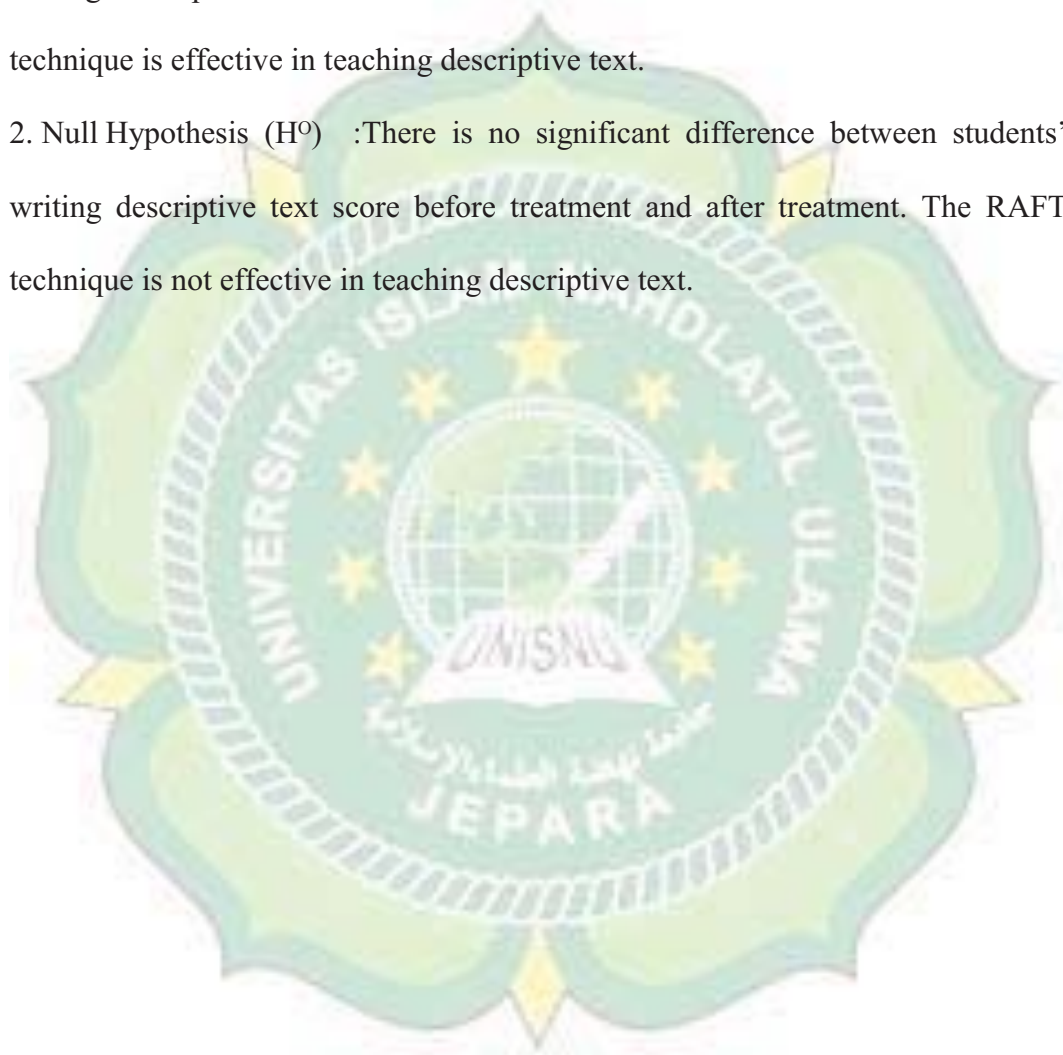 technique is effective in teaching descriptive text.
2. Null Hypothesis (Hᴼ) :There is no significant difference between students'
writing descriptive text score before treatment and after treatment. The RAFT
technique is not effective in teaching descriptive text.
UNIVERSITAS ISLAM NAHDLATUL ULAMA
UNISNU
JEPARA